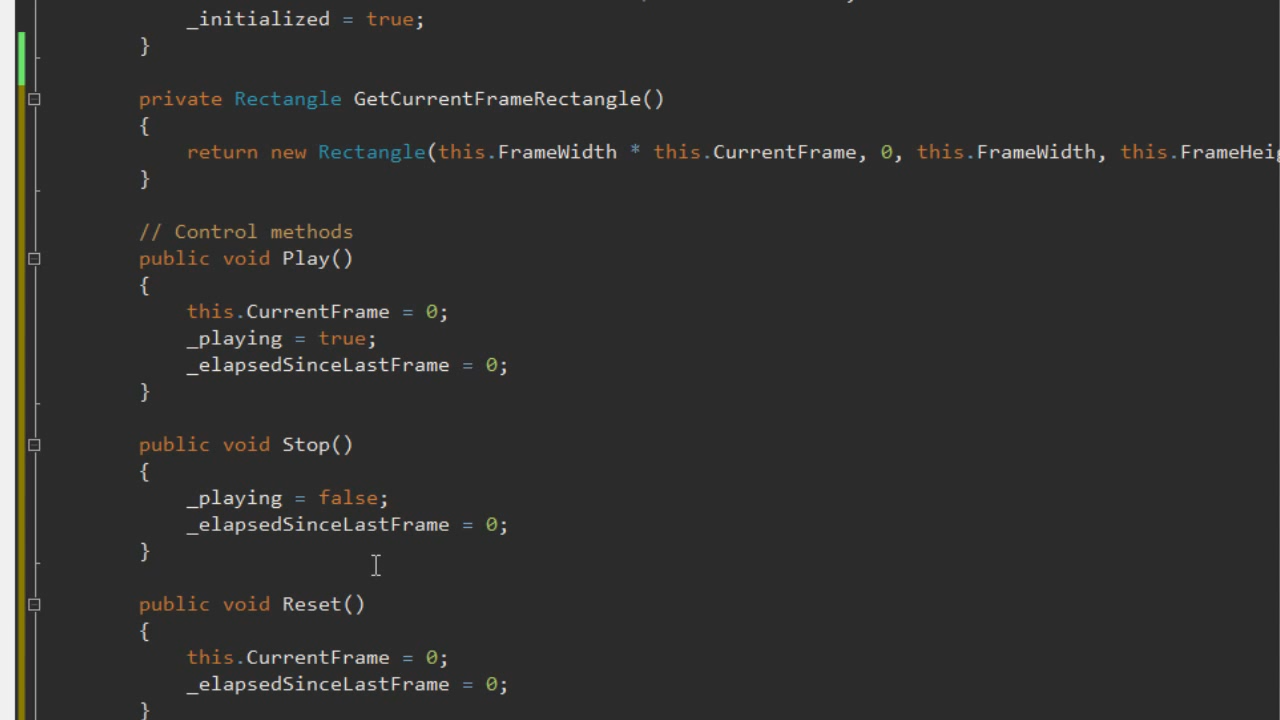 _initialized = true;
}
private Rectangle GetCurrentFrameRectangle()
{
return new Rectangle(this.FrameWidth * this.CurrentFrame, 0, this.FrameWidth, this.FrameHei
}
// Control methods
public void Play()
{
this.CurrentFrame = 0;
_playing = true;
_elapsedSinceLastFrame = 0;
}
public void Stop()
{
_playing = false;
_elapsedSinceLastFrame = 0;
}
public void Reset()
{
this.CurrentFrame = 0;
_elapsedSinceLastFrame = 0;
}